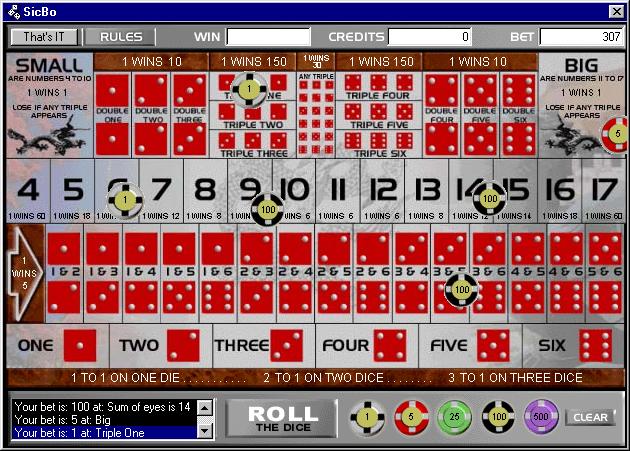 SicBo
That's IT RULES WIN CREDITS 0 BET 307
SMALL
ARE NUMBERS 4 TO 10
1 WINS 1
LOSE IF ANY TRIPLE
APPEARS
1 WINS 10 1 WINS 150 1 WINS 30 1 WINS 150 1 WINS 10
BIG
ARE NUMBERS 11 TO 17
1 WINS 1
LOSE IF ANY TRIPLE
APPEARS
DOUBLE ONE DOUBLE TWO DOUBLE THREE
1
TRIPLE TWO
TRIPLE THREE
ANY TRIPLE
TRIPLE FOUR
TRIPLE FIVE
TRIPLE SIX
DOUBLE FOUR DOUBLE FIVE DOUBLE SIX
5
4 5 6 7 8 9 10 11 12 13 14 15 16 17
1 100 100
1 WINS 60 1 WINS 18 1 WINS 12 1 WINS 8 1 WINS 6 1 WINS 6 1 WINS 6 1 WINS 8 1 WINS 14 1 WINS 18 1 WINS 60
1
WINS
5
1 & 2 1 & 3 1 & 4 1 & 5 1 & 6 2 & 3 2 & 4 2 & 5 2 & 6 3 & 4 3 & 5 3 & 6 4 & 5 4 & 6 5 & 6
100
ONE TWO THREE FOUR FIVE SIX
1 TO 1 ON ONE DIE . . . . . . . . . . . 2 TO 1 ON TWO DICE . . . . . . . . 3 TO 1 ON THREE DICE
Your bet is: 100 at: Sum of eyes is 14
Your bet is: 5 at: Big
Your bet is: 1 at: Triple One
ROLL
THE DICE
1 5 25 100 500 CLEAR